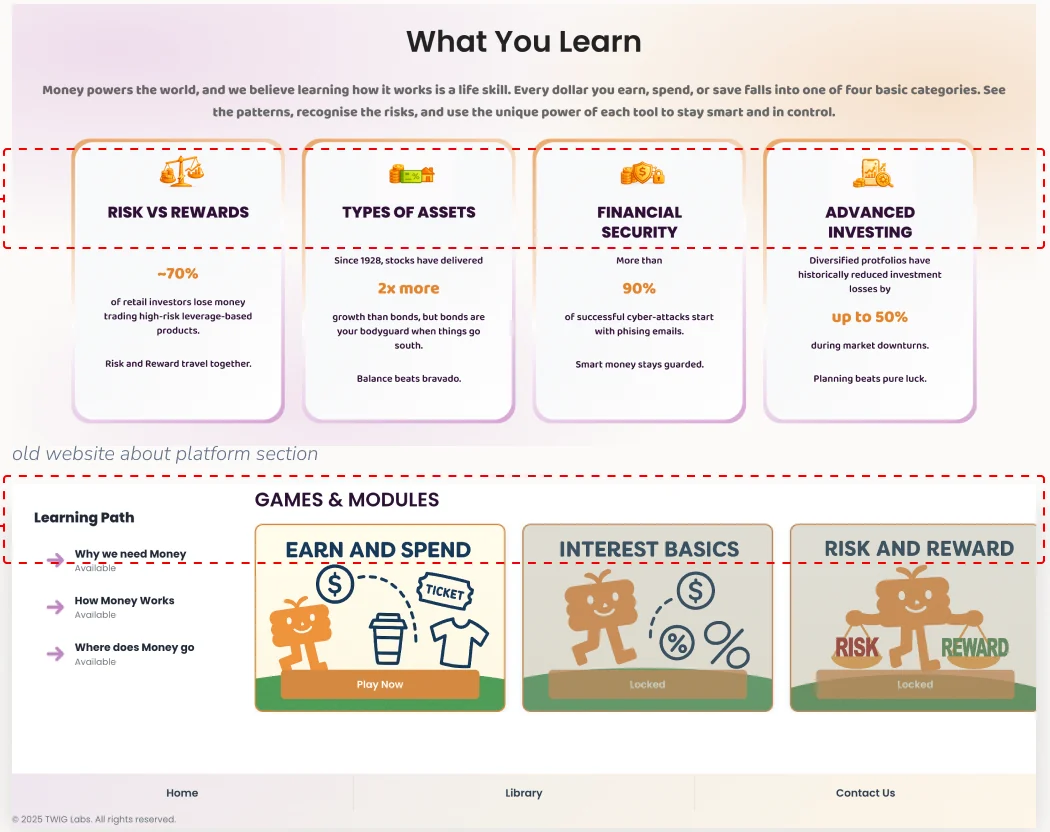 What You Learn
Money powers the world, and we believe learning how it works is a life skill. Every dollar you earn, spend, or save falls into one of four basic categories. See
the patterns, recognise the risks, and use the unique power of each tool to stay smart and in control.
RISK VS REWARDS
~70%
of retail investors lose money
trading high-risk leverage-based
products.
Risk and Reward travel together.
TYPES OF ASSETS
Since 1928, stocks have delivered
2x more
growth than bonds, but bonds are
your bodyguard when things go
south.
Balance beats bravado.
FINANCIAL
SECURITY
More than
90%
of successful cyber-attacks start
with phising emails.
Smart money stays guarded.
ADVANCED
INVESTING
Diversified protfolios have
historically reduced investment
losses by
up to 50%
during market downturns.
Planning beats pure luck.
old website about platform section
Learning Path
Why we need Money
Available
How Money Works
Available
Where does Money go
Available
GAMES & MODULES
EARN AND SPEND
$
TICKET
Play Now
INTEREST BASICS
$
%
%
Locked
RISK AND REWARD
RISK
REWARD
Locked
Home
Library
Contact Us
© 2025 TWIG Labs. All rights reserved.